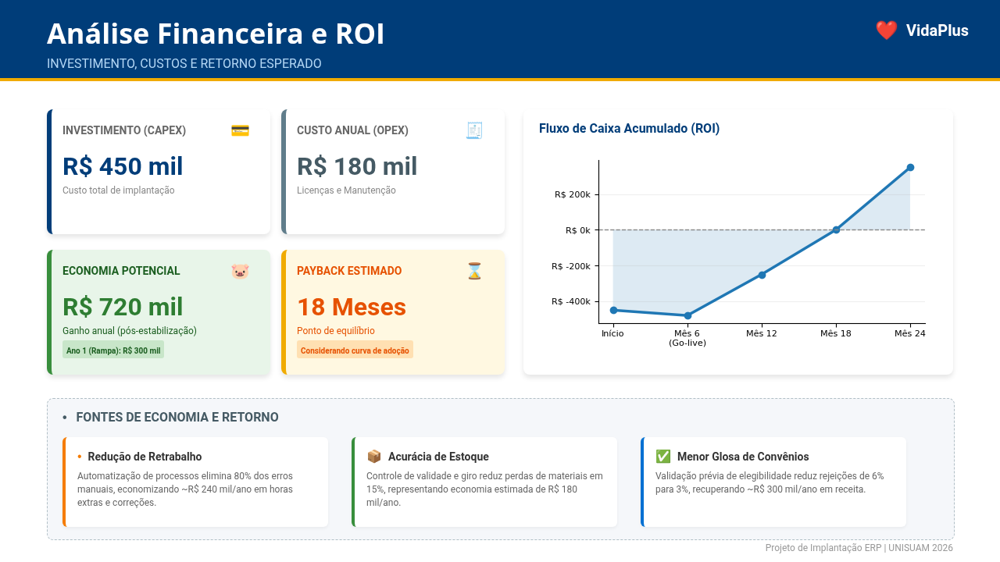 Análise Financeira e ROI
INVESTIMENTO, CUSTOS E RETORNO ESPERADO
❤️ VidaPlus
INVESTIMENTO (CAPEX) 💳
R$ 450 mil
Custo total de implantação
CUSTO ANUAL (OPEX) 🧾
R$ 180 mil
Licenças e Manutenção
ECONOMIA POTENCIAL 🐷
R$ 720 mil
Ganho anual (pós-estabilização)
Ano 1 (Rampa): R$ 300 mil
PAYBACK ESTIMADO ⌛
18 Meses
Ponto de equilíbrio
Considerando curva de adoção
Fluxo de Caixa Acumulado (ROI)
R$ 200k
R$ 0k
R$ -200k
R$ -400k
Início
Mês 6
(Go-live)
Mês 12
Mês 18
Mês 24
• FONTES DE ECONOMIA E RETORNO
• Redução de Retrabalho
Automatização de processos elimina 80% dos erros
manuais, economizando ~R$ 240 mil/ano em horas
extras e correções.
📦 Acurácia de Estoque
Controle de validade e giro reduz perdas de materiais em
15%, representando economia estimada de R$ 180
mil/ano.
✅ Menor Glosa de Convênios
Validação prévia de elegibilidade reduz rejeições de 6%
para 3%, recuperando ~R$ 300 mil/ano em receita.
Projeto de Implantação ERP | UNISUAM 2026